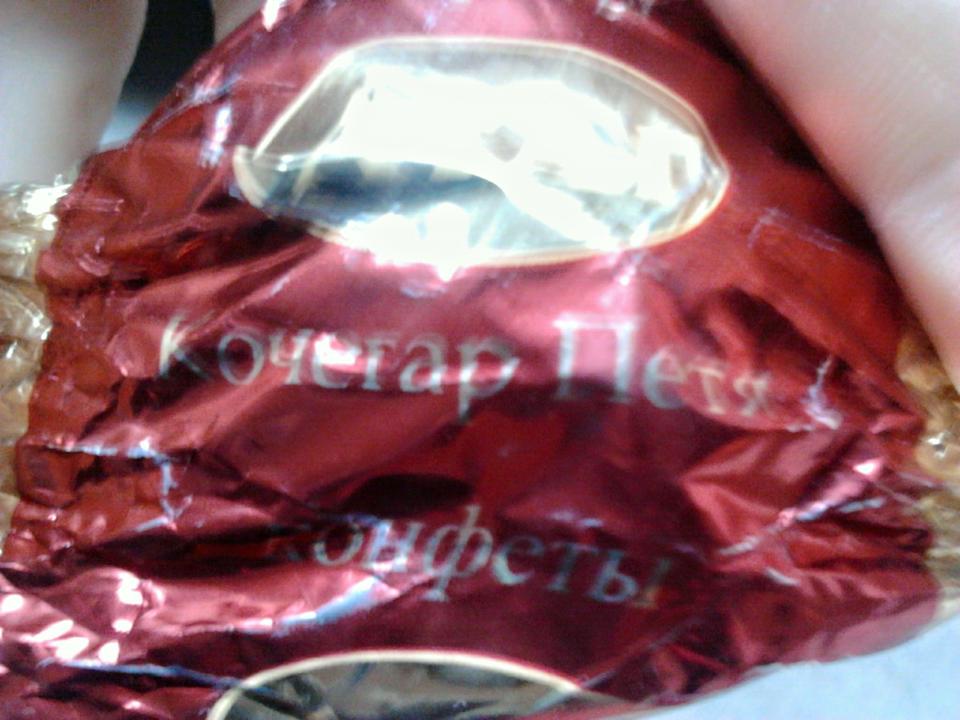 Кочегар Петя
конфеты